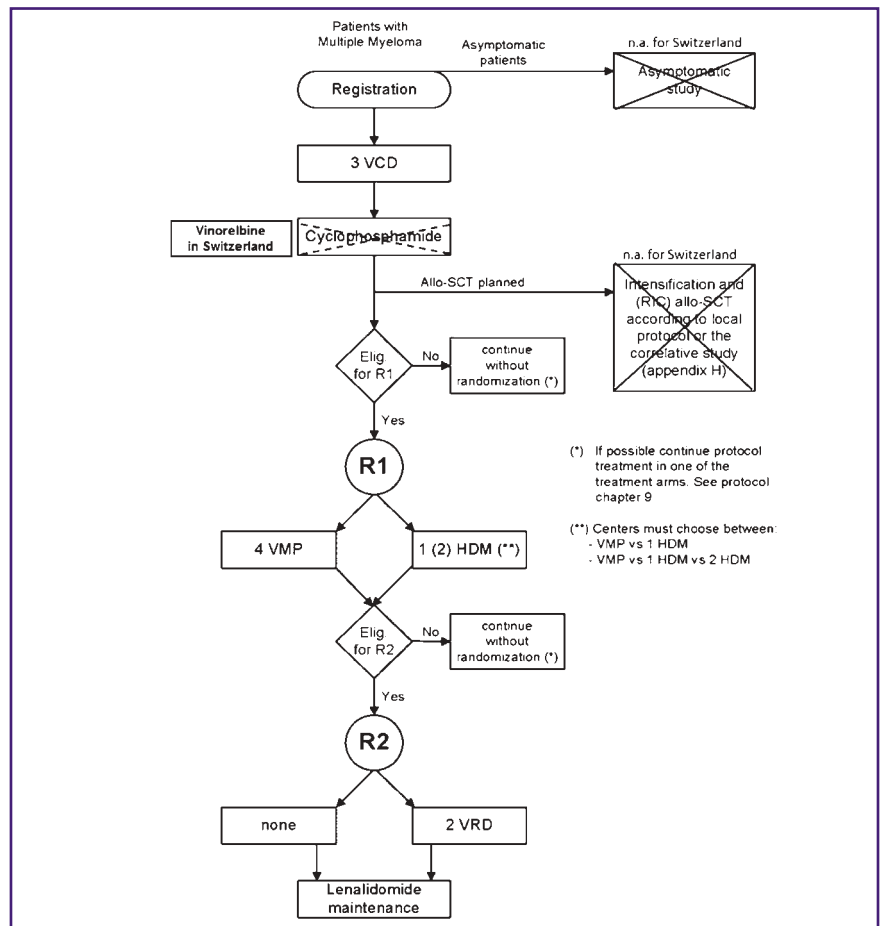 Patients with
Multiple Myeloma
Asymptomatic
patients
n.a. for Switzerland
Asymptomatic
study
Registration
3 VCD
Vinorelbine
in Switzerland
Cyclophosphamide
n.a. for Switzerland
Allo-SCT planned
Intensification and
(RIC) allo-SCT
according to local
protocol or the
correlative study
(appendix H)
Elig.
for R1
No
continue
without
randomization (*)
Yes
R1
(*) If possible continue protocol
treatment in one of the
treatment arms. See protocol
chapter 9
4 VMP
1 (2) HDM (**)
(**) Centers must choose between:
- VMP vs 1 HDM
- VMP vs 1 HDM vs 2 HDM
Elig.
for R2
No
continue
without
randomization (*)
Yes
R2
none
2 VRD
Lenalidomide
maintenance